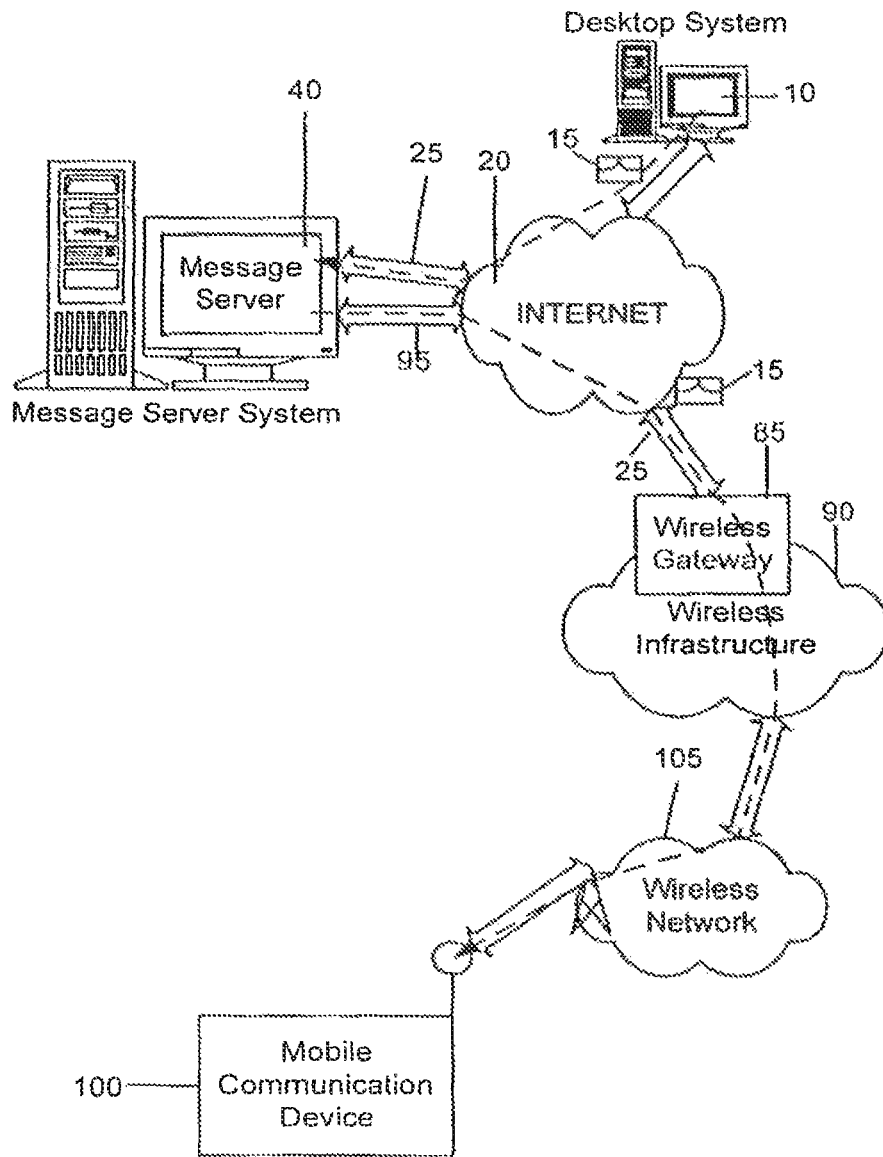 Desktop System
40
10
15
25
20
Message
Server
INTERNET
95
15
Message Server System
25
85
Wireless
Gateway
90
Wireless
Infrastructure
105
Wireless
Network
Mobile
Communication
Device
100